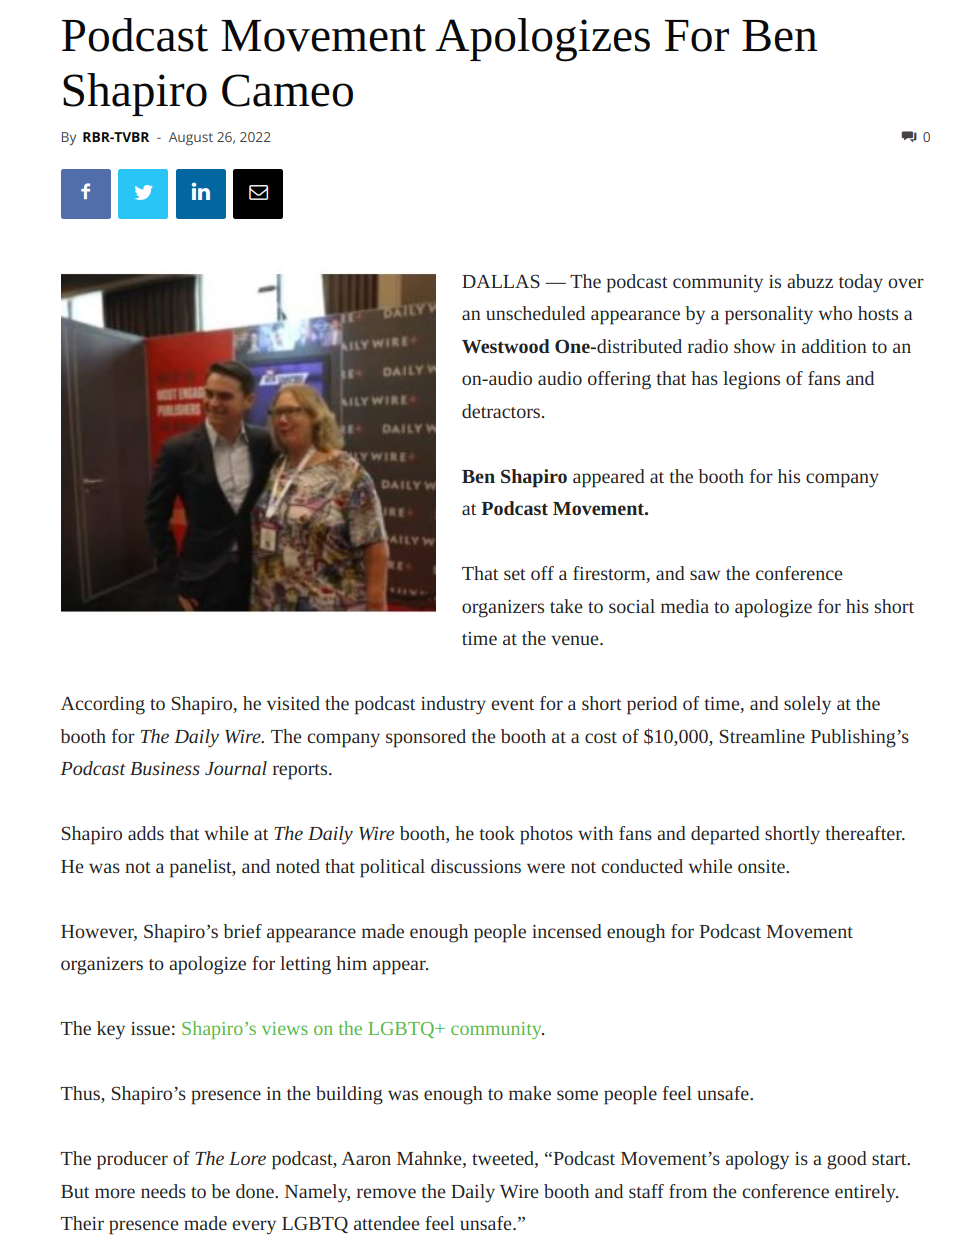 Podcast Movement Apologizes For Ben
Shapiro Cameo
By RBR-TVBR - August 26, 2022
0
DALLAS — The podcast community is abuzz today over
an unscheduled appearance by a personality who hosts a
Westwood One-distributed radio show in addition to an
on-audio audio offering that has legions of fans and
detractors.
MOST ENGAGED
PUBLISHERS
DAILY WIRE+
DAILY W
DAILY W
DAILY W
DAILY W
Ben Shapiro appeared at the booth for his company
at Podcast Movement.
That set off a firestorm, and saw the conference
organizers take to social media to apologize for his short
time at the venue.
According to Shapiro, he visited the podcast industry event for a short period of time, and solely at the
booth for The Daily Wire. The company sponsored the booth at a cost of $10,000, Streamline Publishing’s
Podcast Business Journal reports.
Shapiro adds that while at The Daily Wire booth, he took photos with fans and departed shortly thereafter.
He was not a panelist, and noted that political discussions were not conducted while onsite.
However, Shapiro’s brief appearance made enough people incensed enough for Podcast Movement
organizers to apologize for letting him appear.
The key issue: Shapiro’s views on the LGBTQ+ community.
Thus, Shapiro’s presence in the building was enough to make some people feel unsafe.
The producer of The Lore podcast, Aaron Mahnke, tweeted, “Podcast Movement’s apology is a good start.
But more needs to be done. Namely, remove the Daily Wire booth and staff from the conference entirely.
Their presence made every LGBTQ attendee feel unsafe.”